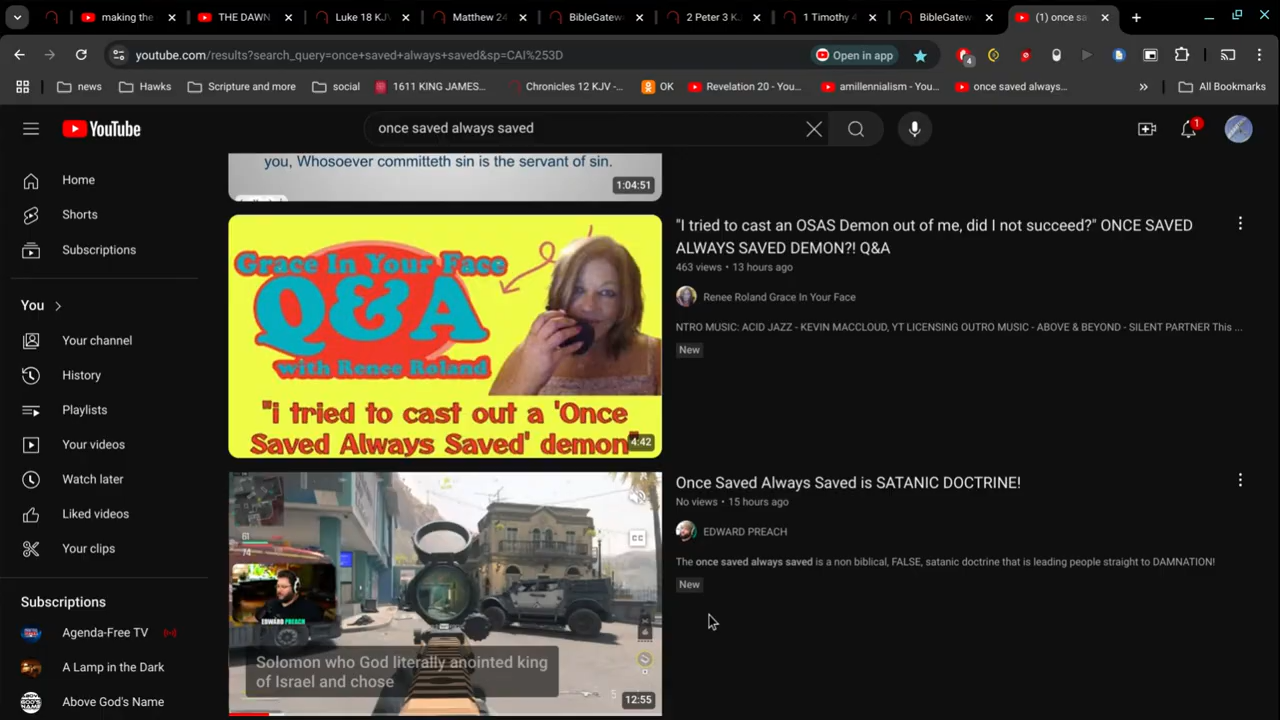 making the
THE DAWN
Luke 18 KJV
Matthew 24
BibleGatew
2 Peter 3 K
1 Timothy 4
BibleGatew
(1) once sa
youtube.com/results?search_query=once+saved+always+saved&sp=CAI%253D
Open in app
4
news
Hawks
Scripture and more
social
1611 KING JAMES...
Chronicles 12 KJV -...
OK
Revelation 20 - You...
amillennialism - You...
once saved always...
»
All Bookmarks
YouTube
once saved always saved
1
Home
Shorts
Subscriptions
You
Your channel
History
Playlists
Your videos
Watch later
Liked videos
Your clips
Subscriptions
Agenda-Free TV
A Lamp in the Dark
Above God's Name
you, Whosoever committeth sin is the servant of sin.
1:04:51
Grace In Your Face
Q&A
with Renee Roland
"i tried to cast out a 'Once
Saved Always Saved' demon"
4:42
"I tried to cast an OSAS Demon out of me, did I not succeed?" ONCE SAVED
ALWAYS SAVED DEMON?! Q&A
463 views • 13 hours ago
Renee Roland Grace In Your Face
NTRO MUSIC: ACID JAZZ - KEVIN MACCLOUD, YT LICENSING OUTRO MUSIC - ABOVE & BEYOND - SILENT PARTNER This ...
New
61
74
CC
EDWARD PREACH
Solomon who God literally anointed king
of Israel and chose
12:55
Once Saved Always Saved is SATANIC DOCTRINE!
No views • 15 hours ago
EDWARD PREACH
The once saved always saved is a non biblical, FALSE, satanic doctrine that is leading people straight to DAMNATION!
New